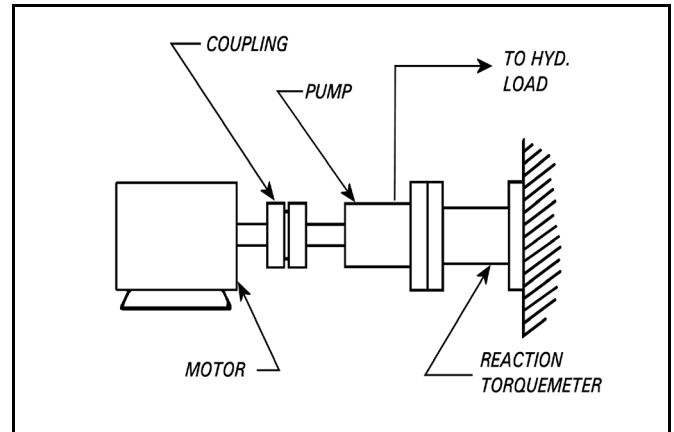 COUPLING
PUMP
TO HYD.
LOAD
MOTOR
REACTION
TORQUEMETER